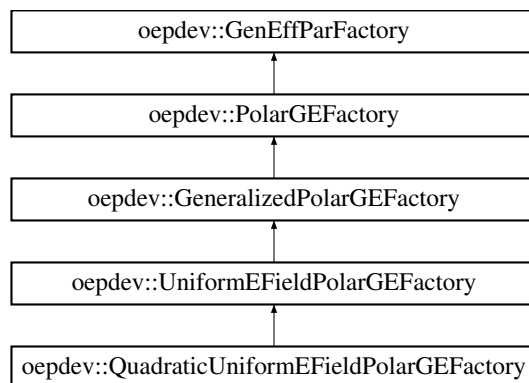 oepdev::GenEffParFactory
oepdev::PolarGEFactory
oepdev::GeneralizedPolarGEFactory
oepdev::UniformEFieldPolarGEFactory
oepdev::QuadraticUniformEFieldPolarGEFactory